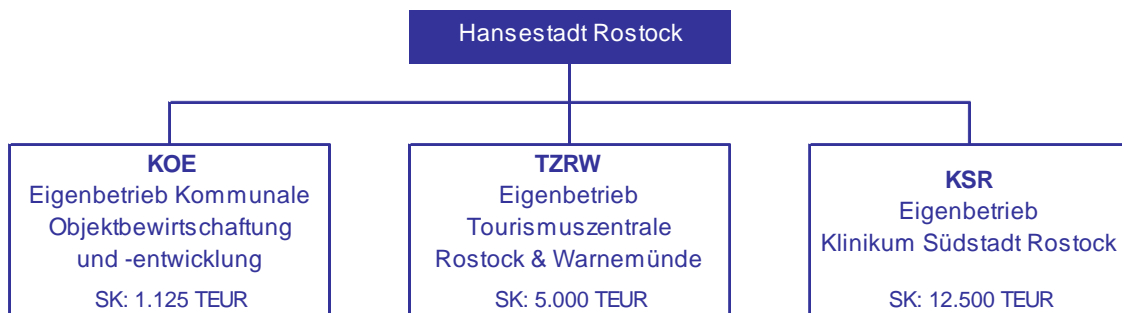 Hansestadt Rostock
KOE
Eigenbetrieb Kommunale
Objektbewirtschaftung
und -entwicklung
SK: 1.125 TEUR
TZRW
Eigenbetrieb
Tourismuszentrale
Rostock & Warnemünde
SK: 5.000 TEUR
KSR
Eigenbetrieb
Klinikum Südstadt Rostock
SK: 12.500 TEUR